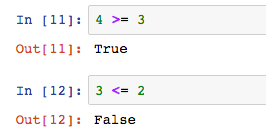 In [11]: 4 >= 3
Out[11]: True
In [12]: 3 <= 2
Out[12]: False